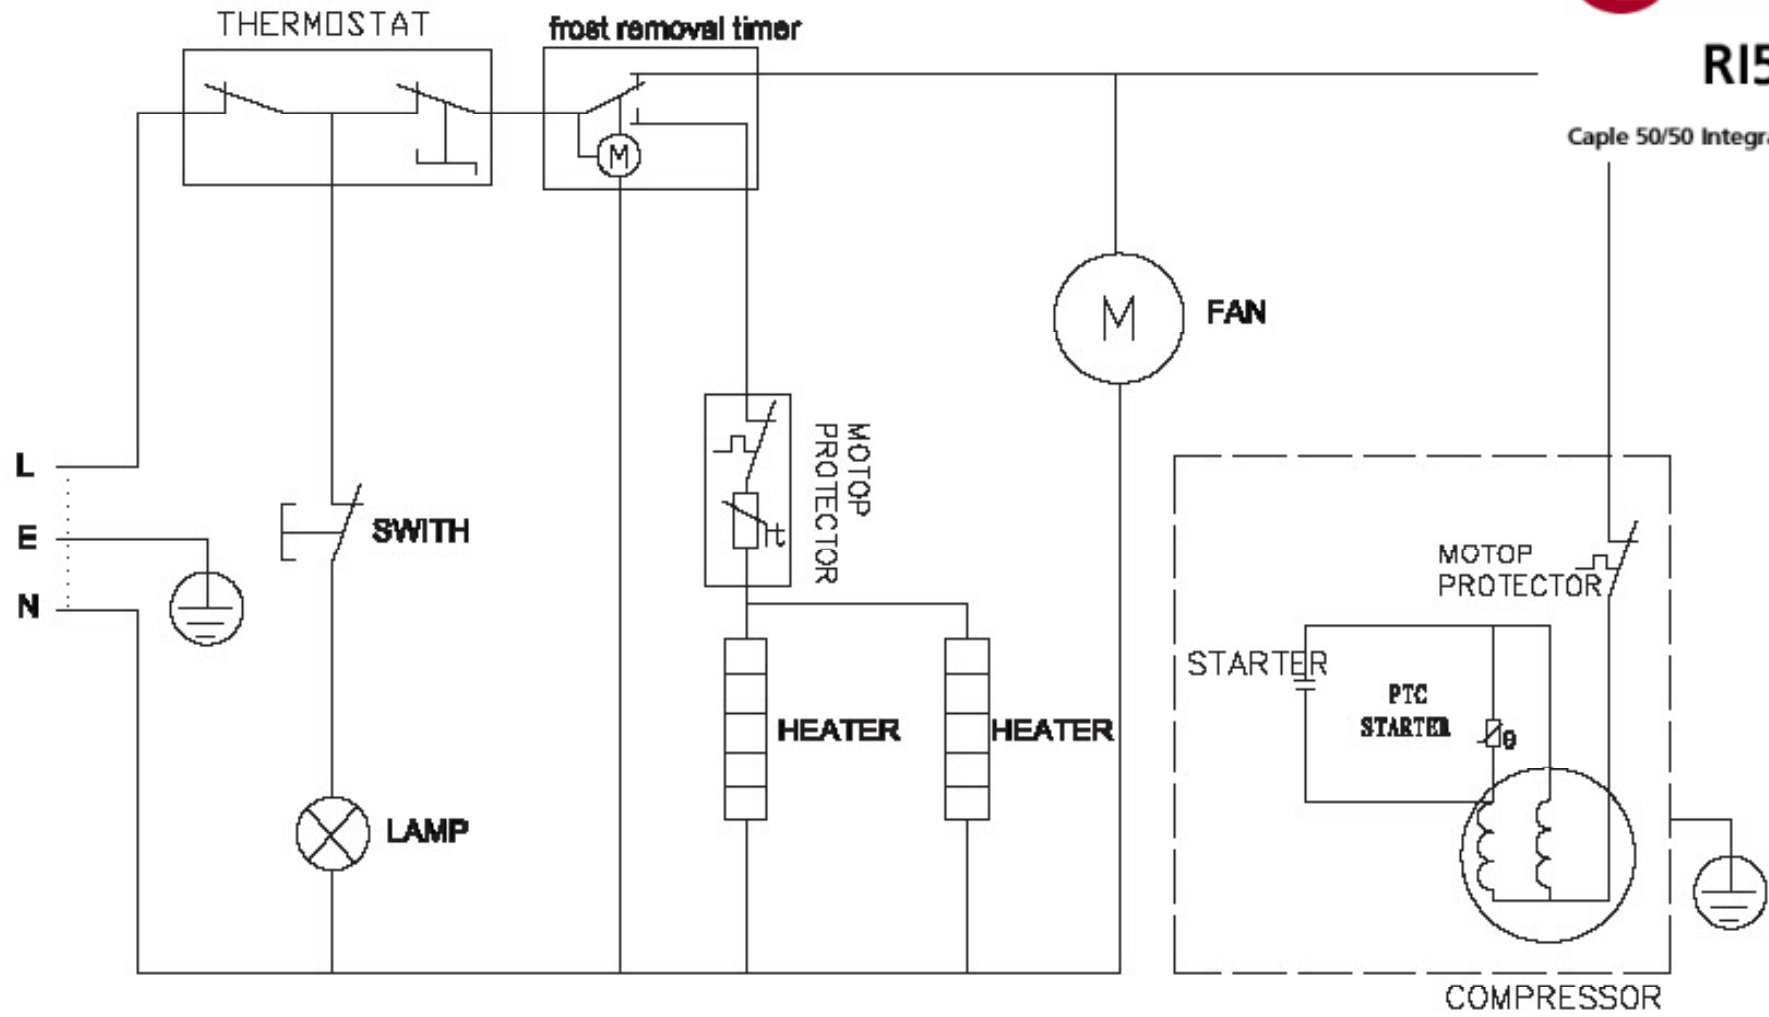 THERMOSTAT
frost removal timer
RI5
Caple 50/50 Integra
M
M
FAN
L
E
N
SWITH
MOTOP
PROTECTOR
t
MOTOP
PROTECTOR
STARTER
PTC
STARTER
θ
HEATER
HEATER
LAMP
COMPRESSOR